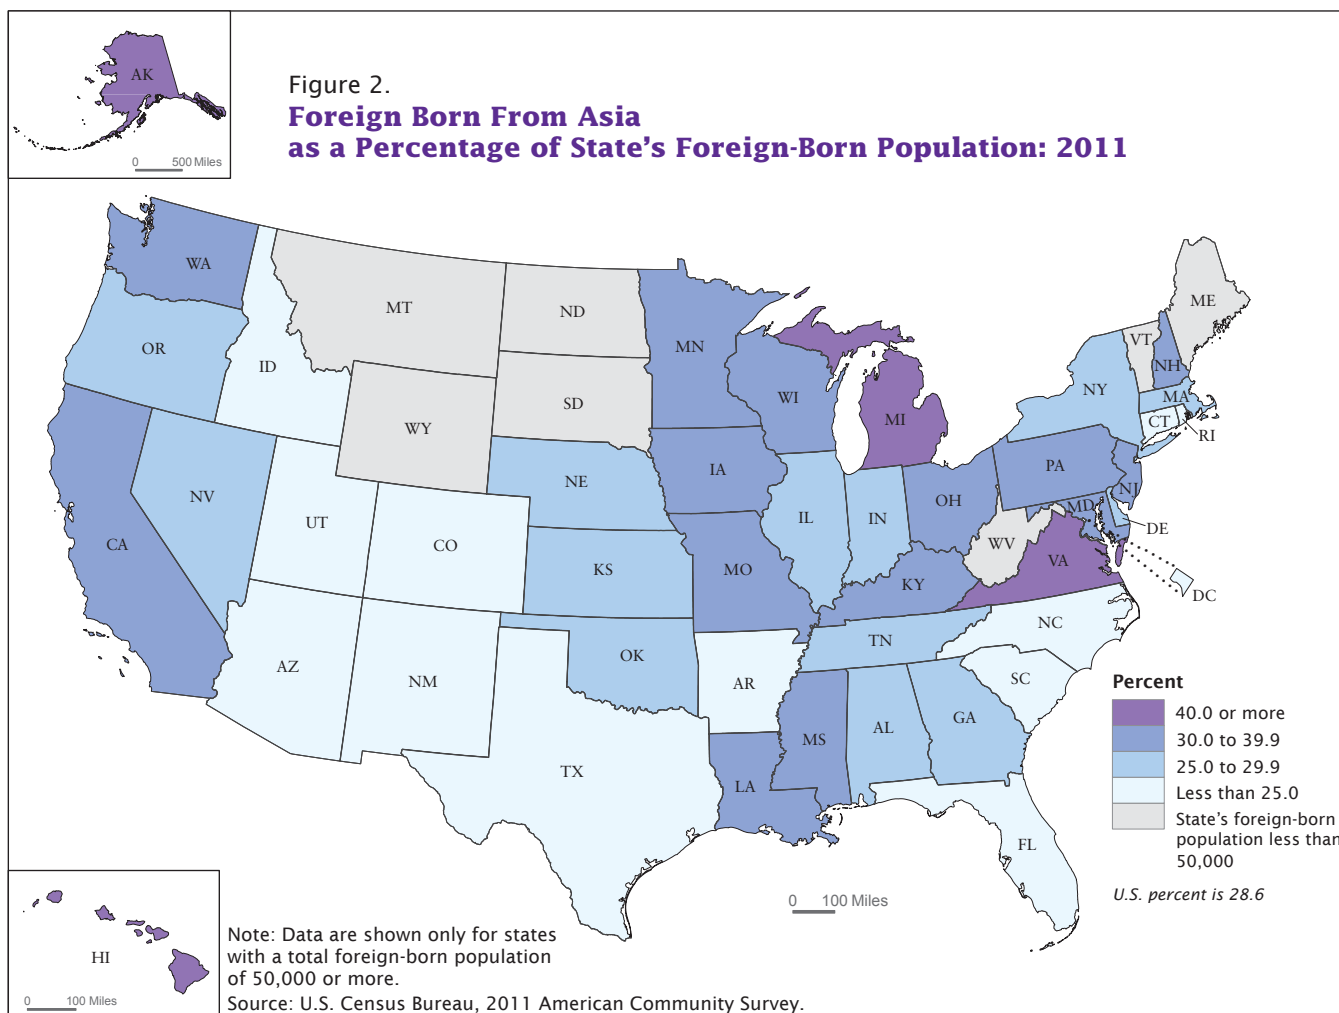 AK
0 500 Miles
Figure 2.
Foreign Born From Asia
as a Percentage of State's Foreign-Born Population: 2011
WA
MT
ND
MN
ME
VT
NH
OR
ID
WY
SD
WI
MI
NY
MA
CT
RI
NV
UT
CO
NE
IA
IL
IN
OH
PA
NJ
MD
DE
DC
CA
KS
MO
KY
WV
VA
AZ
NM
OK
AR
TN
NC
SC
TX
LA
MS
AL
GA
FL
Percent
40.0 or more
30.0 to 39.9
25.0 to 29.9
Less than 25.0
State's foreign-born
population less than
50,000
U.S. percent is 28.6
0 100 Miles
HI
0 100 Miles
Note: Data are shown only for states
with a total foreign-born population
of 50,000 or more.
Source: U.S. Census Bureau, 2011 American Community Survey.